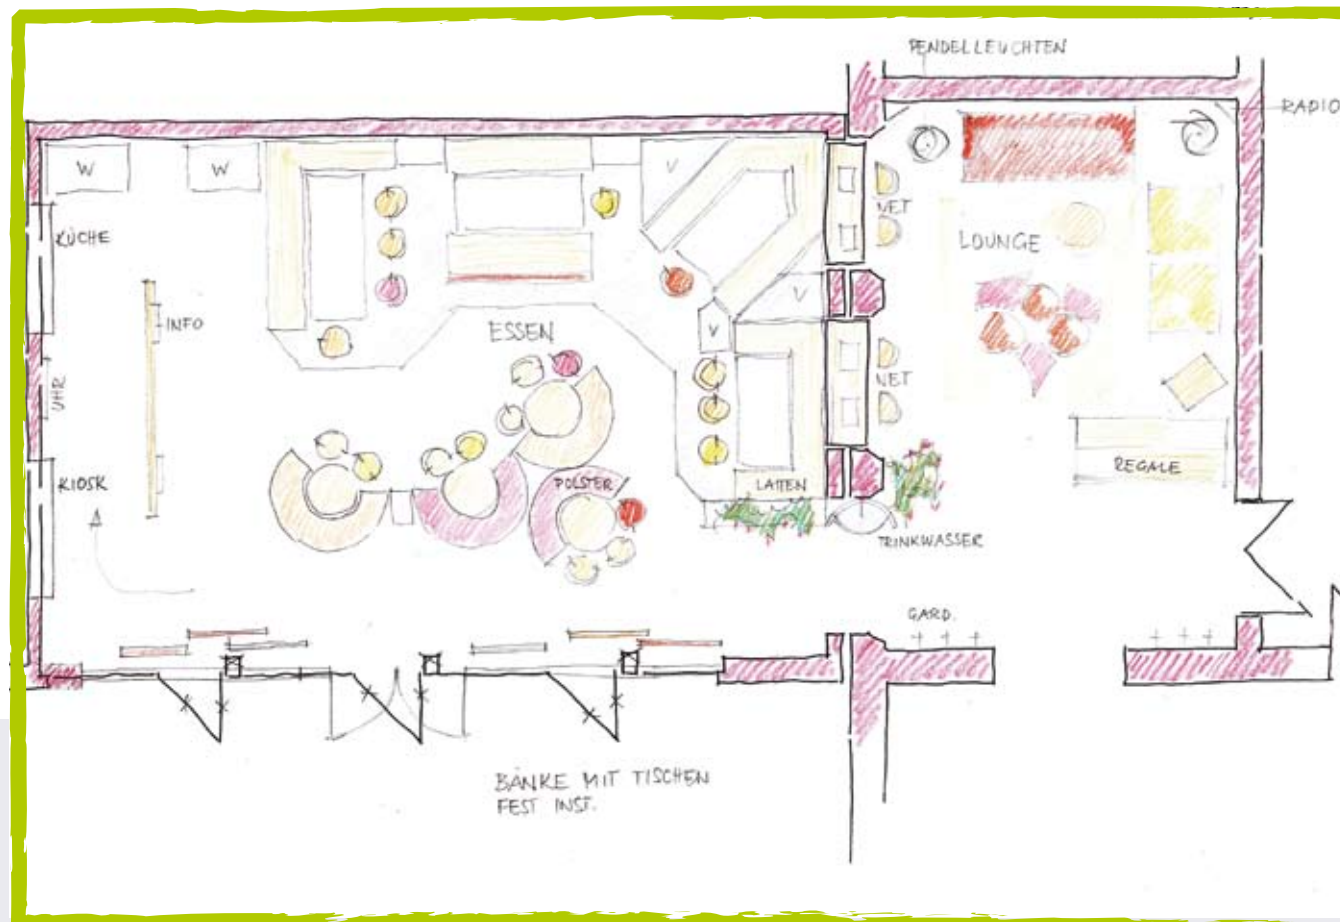 PENDELLEUCHTEN
RADIO
W
W
V
KÜCHE
NET
LOUNGE
INFO
ESSEN
V
V
UHR
NET
KIOSK
POLSTER
LATTEN
REGALE
TRINKWASSER
GARD.
BÄNKE MIT TISCHEN
FEST INST.